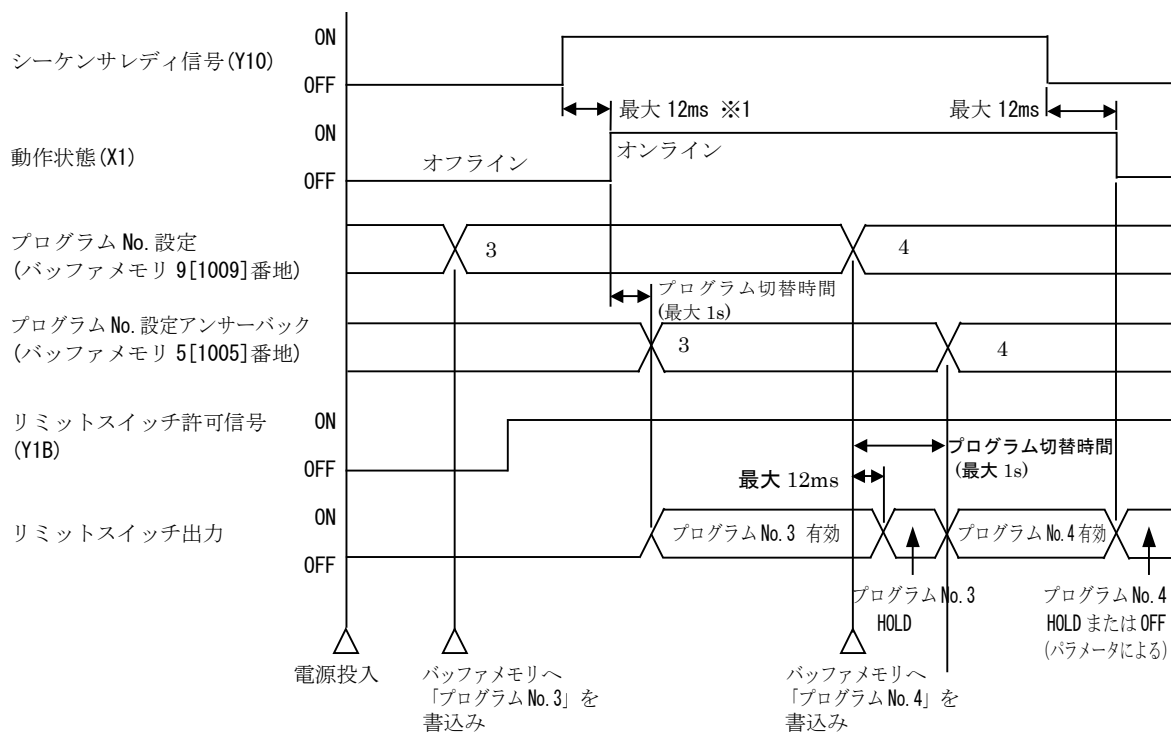 ON
シーケンサレディ信号(Y10)
OFF
最大 12ms ※1
最大 12ms
ON
動作状態(X1)
オフライン
オンライン
OFF
プログラム No. 設定
(バッファメモリ 9[1009]番地)
3
4
プログラム切替時間
(最大 1s)
プログラム No. 設定アンサーバック
(バッファメモリ 5[1005]番地)
3
4
リミットスイッチ許可信号
(Y1B)
ON
OFF
プログラム切替時間
(最大 1s)
最大 12ms
リミットスイッチ出力
ON
OFF
プログラム No. 3 有効
プログラム No. 4 有効
プログラム No. 3
HOLD
プログラム No. 4
HOLD または OFF
(パラメータによる)
電源投入
バッファメモリへ
「プログラム No. 3」を
書込み
バッファメモリへ
「プログラム No. 4」を
書込み